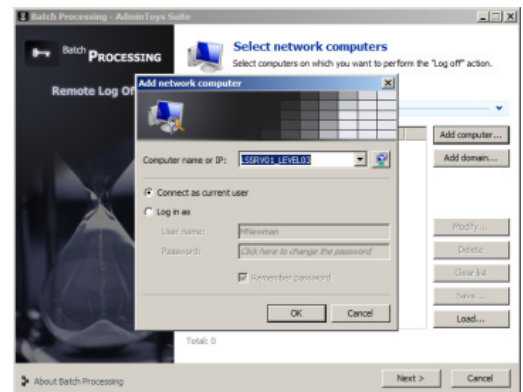 Batch Processing - AdminToys Suite
Batch PROCESSING
Remote Log Of
Select network computers
Select computers on which you want to perform the "Log off" action.
Add network computer
Computer name or IP:
LSSRV01_LEVEL03
Connect as current user
Log in as
User name:
MNewman
Password:
Click here to change the password
Remember password
OK
Cancel
Add computer...
Add domain...
Modify...
Delete
Clear list
Save...
Load...
Total: 0
About Batch Processing
Next >
Cancel